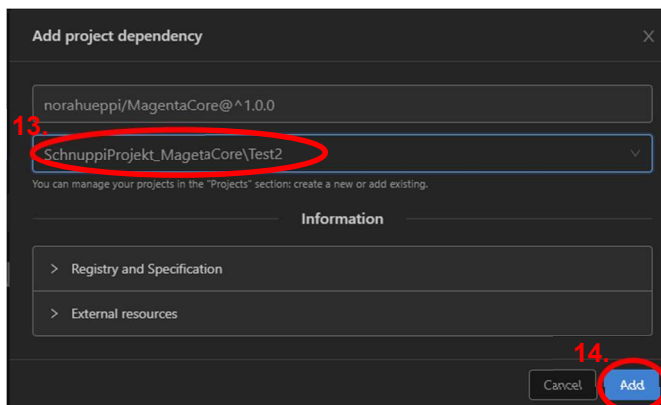 Add project dependency
norahueppi/MagentaCore@^1.0.0
13.
SchnuppiProjekt_MagetaCore\Test2
You can manage your projects in the "Projects" section: create a new or add existing.
Information
> Registry and Specification
> External resources
14.
Cancel Add